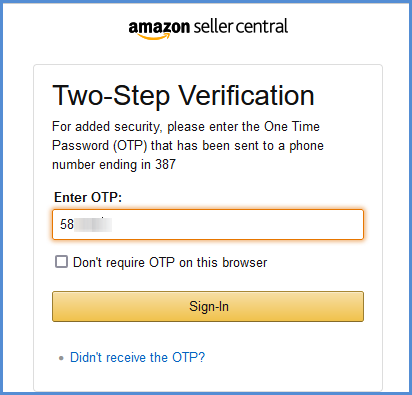 amazon seller central
Two-Step Verification
For added security, please enter the One Time
Password (OTP) that has been sent to a phone
number ending in 387
Enter OTP:
58
Don't require OTP on this browser
Sign-In
Didn't receive the OTP?